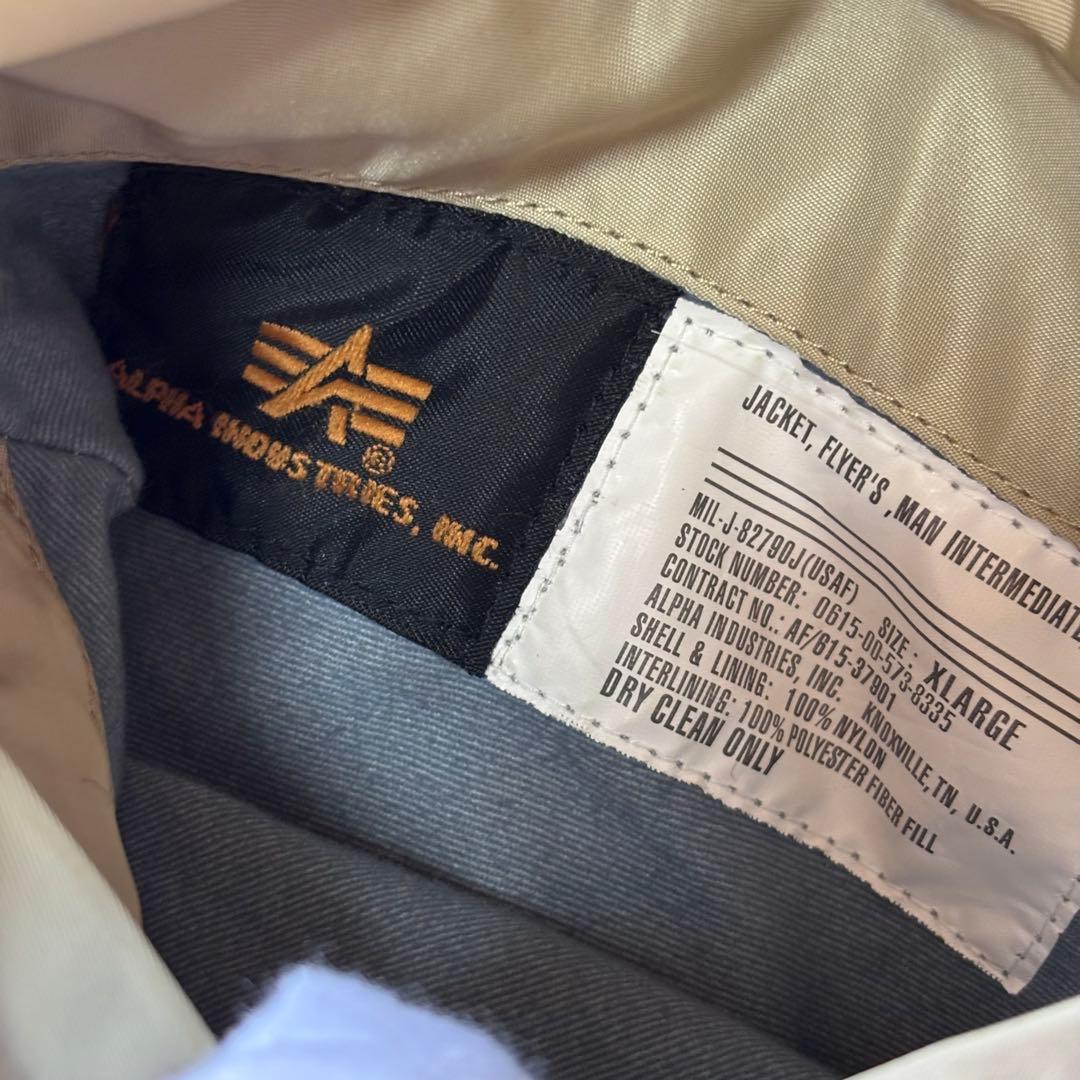 ALPHA INDUSTRIES, INC.
®
JACKET, FLYER'S ,MAN INTERMEDIATE
SIZE: XLARGE
MIL-J-82790J(USAF)
STOCK NUMBER: 0615-00-573-8335
CONTRACT NO.: AF/615-37901
ALPHA INDUSTRIES, INC. KNOXVILLE, TN, U.S.A.
SHELL & LINING: 100% NYLON
INTERLINING: 100% POLYESTER FIBER FILL
DRY CLEAN ONLY